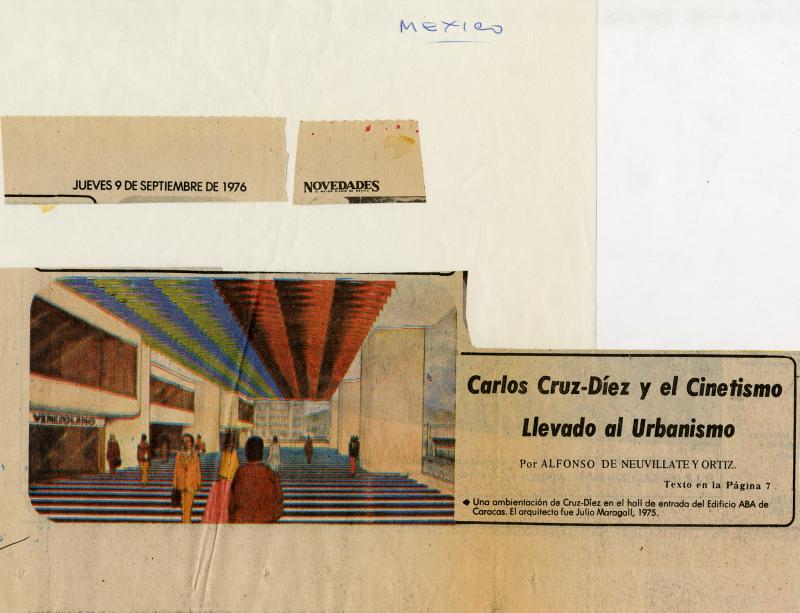 MEXICO
JUEVES 9 DE SEPTIEMBRE DE 1976
NOVEDADES
VENEZOLANO
Carlos Cruz-Díez y el Cinetismo
Llevado al Urbanismo
Por ALFONSO DE NEUVILLATE Y ORTIZ.
Texto en la Página 7
Una ambientación de Cruz-Díez en el hall de entrada del Edificio ABA de
Caracas. El arquitecto fue Julio Maragall, 1975.